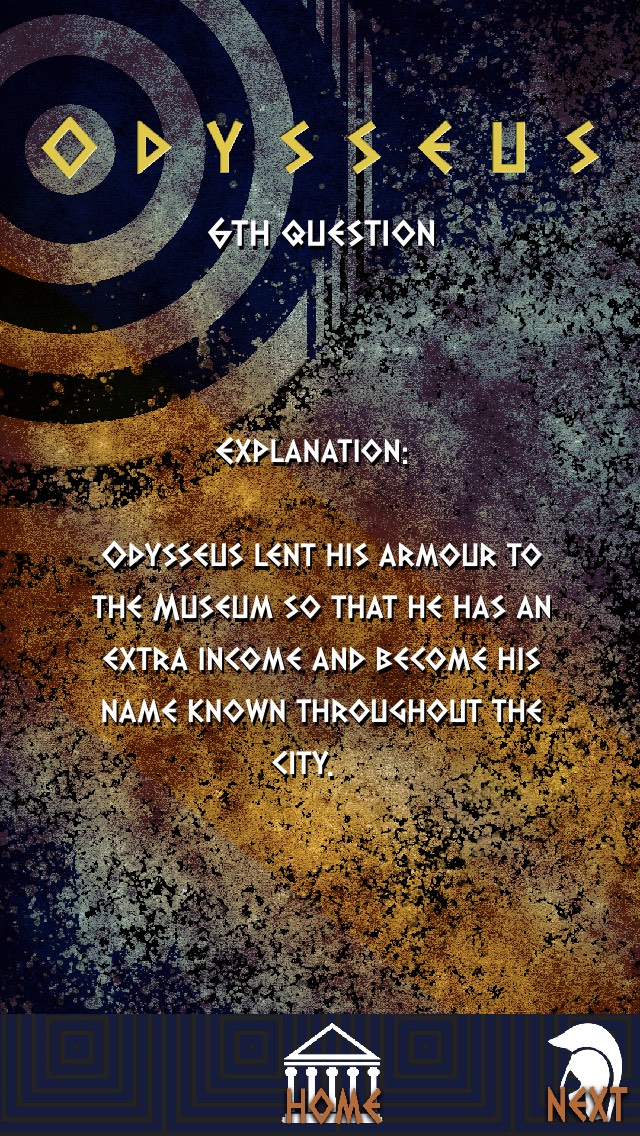 Odysseus
6th question
Explanation:
Odysseus lent his armour to
the Museum so that he has an
extra income and become his
name known throughout the
city.
Home
Next